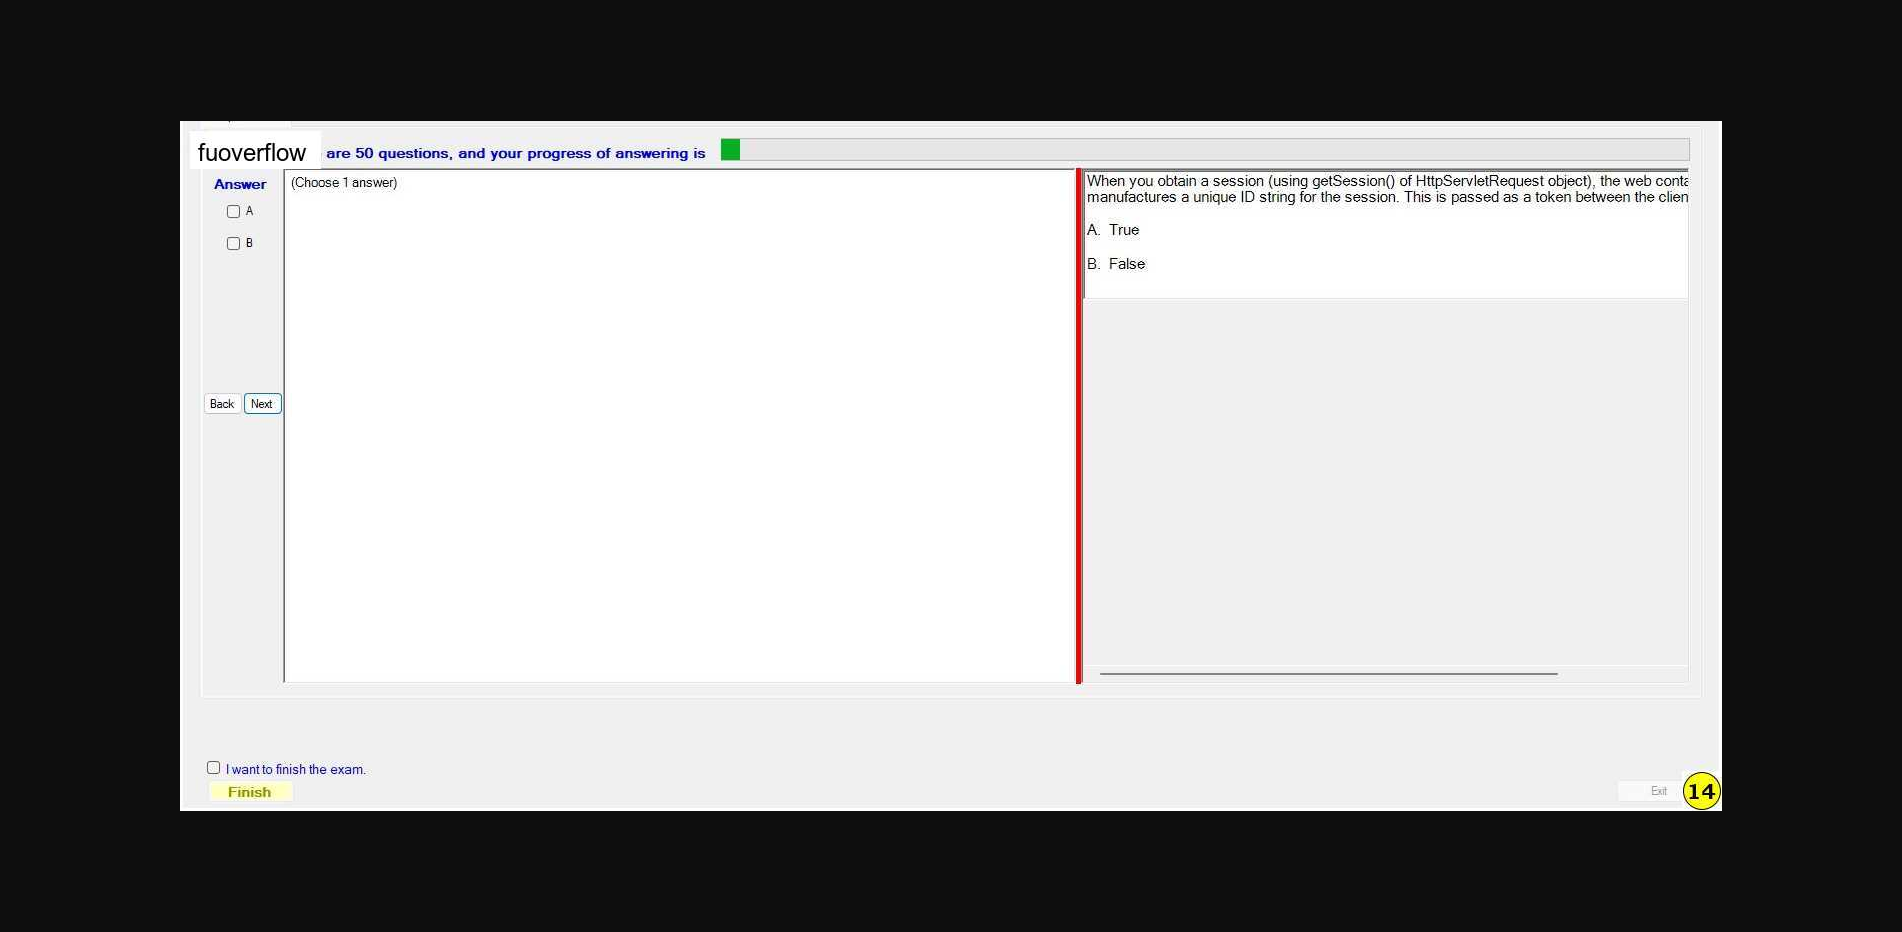 fuoverflow are 50 questions, and your progress of answering is
Answer
A
B
Back Next
(Choose 1 answer)
When you obtain a session (using getSession() of HttpServletRequest object), the web
manufactures a unique ID string for the session. This is passed as a token between the
A. True
B. False
I want to finish the exam.
Finish
Exit
14